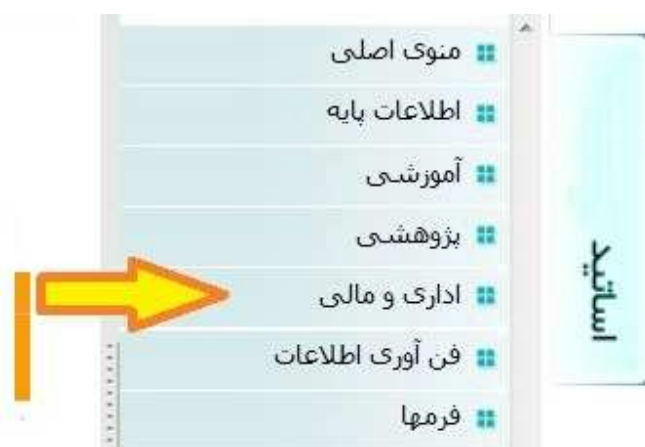 منوی اصلی
اطلاعات پایه
آموزشی
پژوهشی
اداری و مالی
فن آوری اطلاعات
فرمها
اساتید